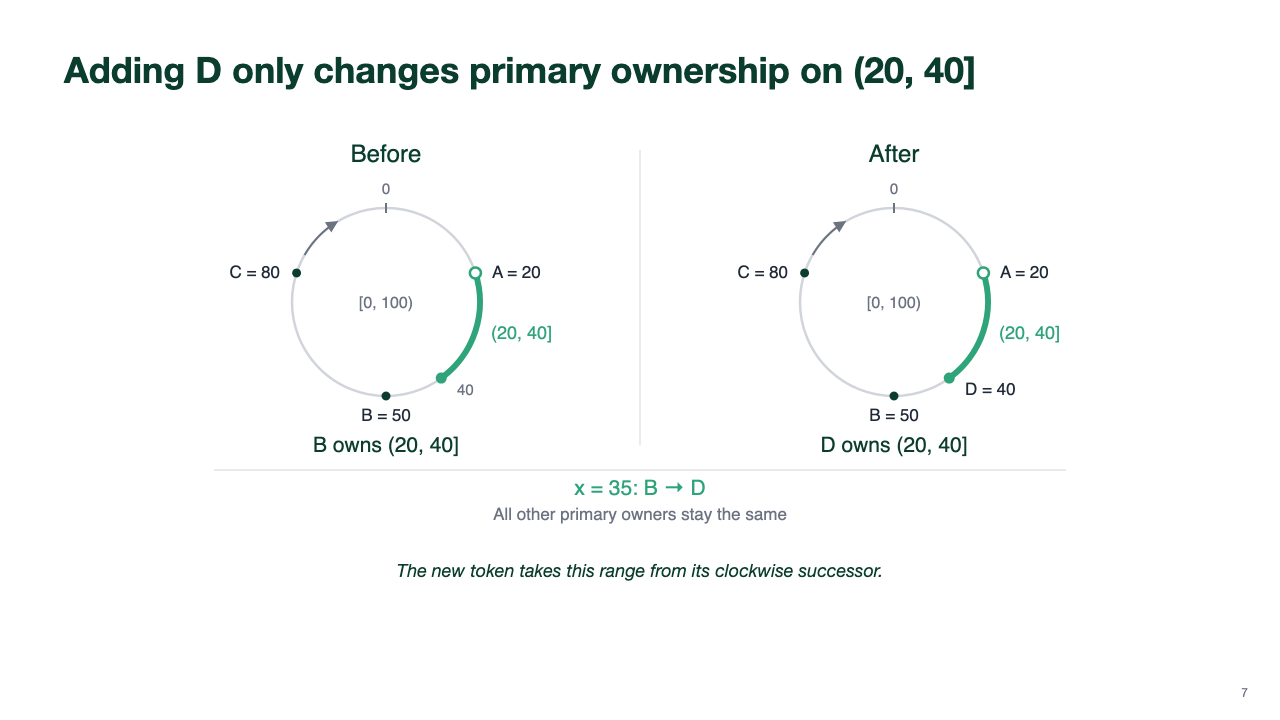 Adding D only changes primary ownership on (20, 40]
Before
0
C = 80
A = 20
[0, 100)
(20, 40]
40
B = 50
B owns (20, 40]
After
0
C = 80
A = 20
[0, 100)
(20, 40]
D = 40
B = 50
D owns (20, 40]
x = 35: B → D
All other primary owners stay the same
The new token takes this range from its clockwise successor.
7